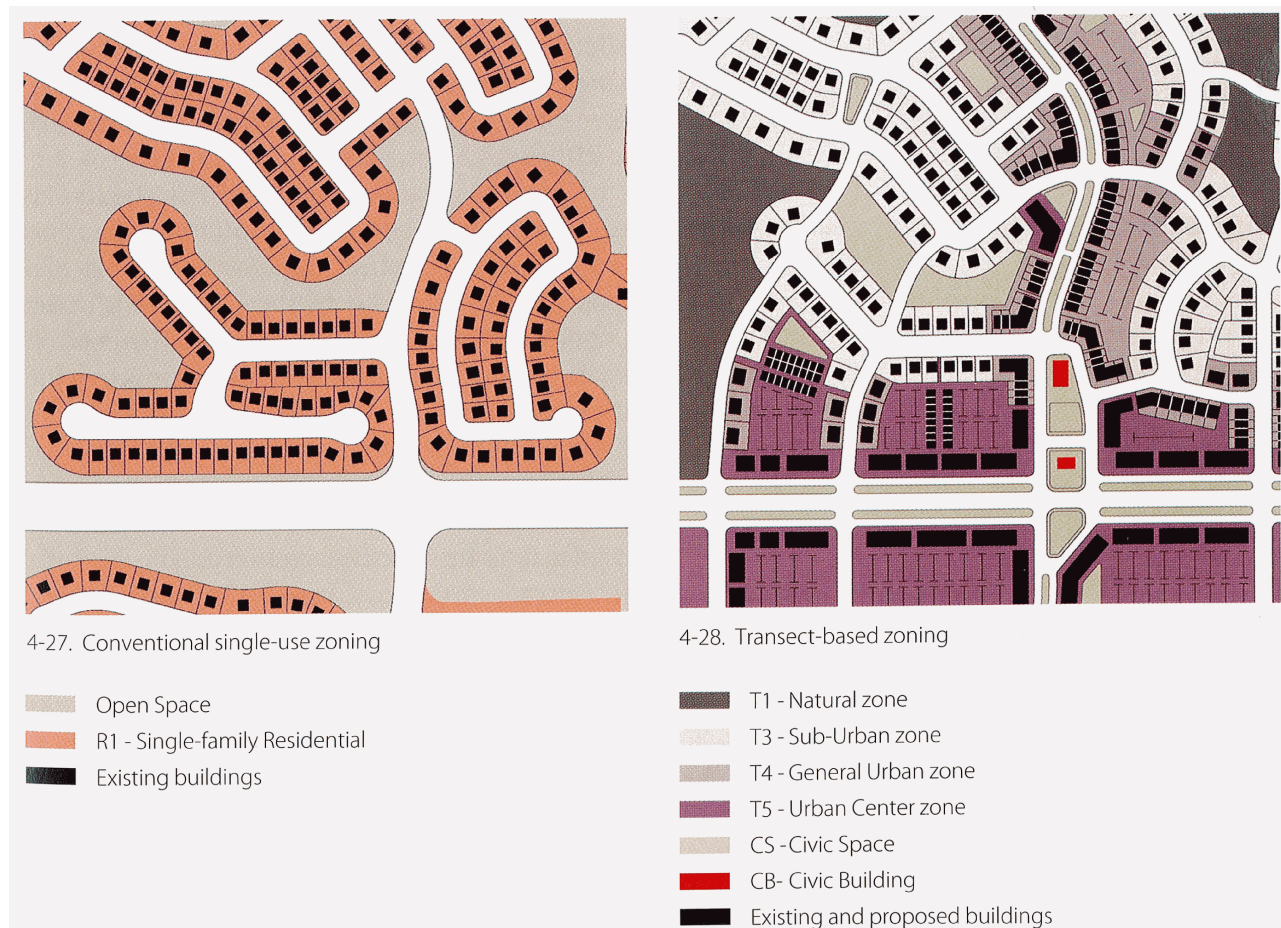 4-27. Conventional single-use zoning
Open Space
R1 - Single-family Residential
Existing buildings
4-28. Transect-based zoning
T1 - Natural zone
T3 - Sub-Urban zone
T4 - General Urban zone
T5 - Urban Center zone
CS - Civic Space
CB- Civic Building
Existing and proposed buildings